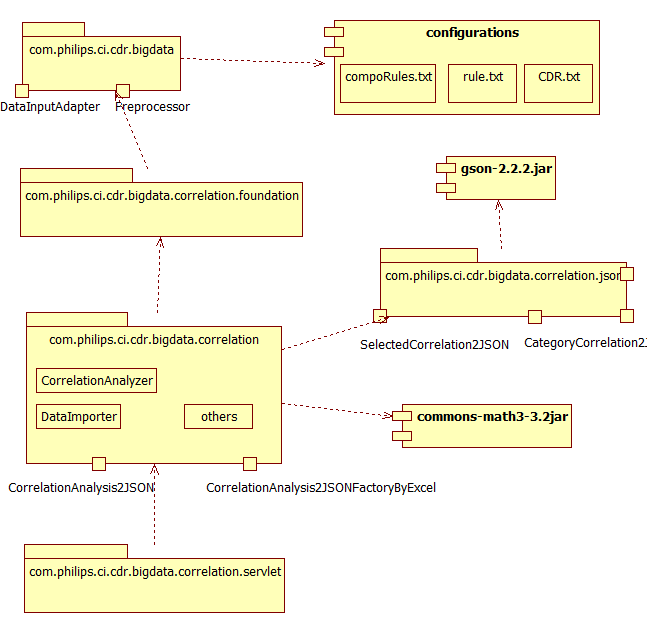 configurations
com.philips.ci.cdr.bigdata
compoRules.txt
rule.txt
CDR.txt
DataInputAdapter
Preprocessor
gson-2.2.2.jar
com.philips.ci.cdr.bigdata.correlation.foundation
com.philips.ci.cdr.bigdata.correlation.json
SelectedCorrelation2JSON
CategoryCorrelation2J
com.philips.ci.cdr.bigdata.correlation
CorrelationAnalyzer
DataImporter
others
commons-math3-3.2jar
CorrelationAnalysis2JSON
CorrelationAnalysis2JSONFactoryByExcel
com.philips.ci.cdr.bigdata.correlation.servlet